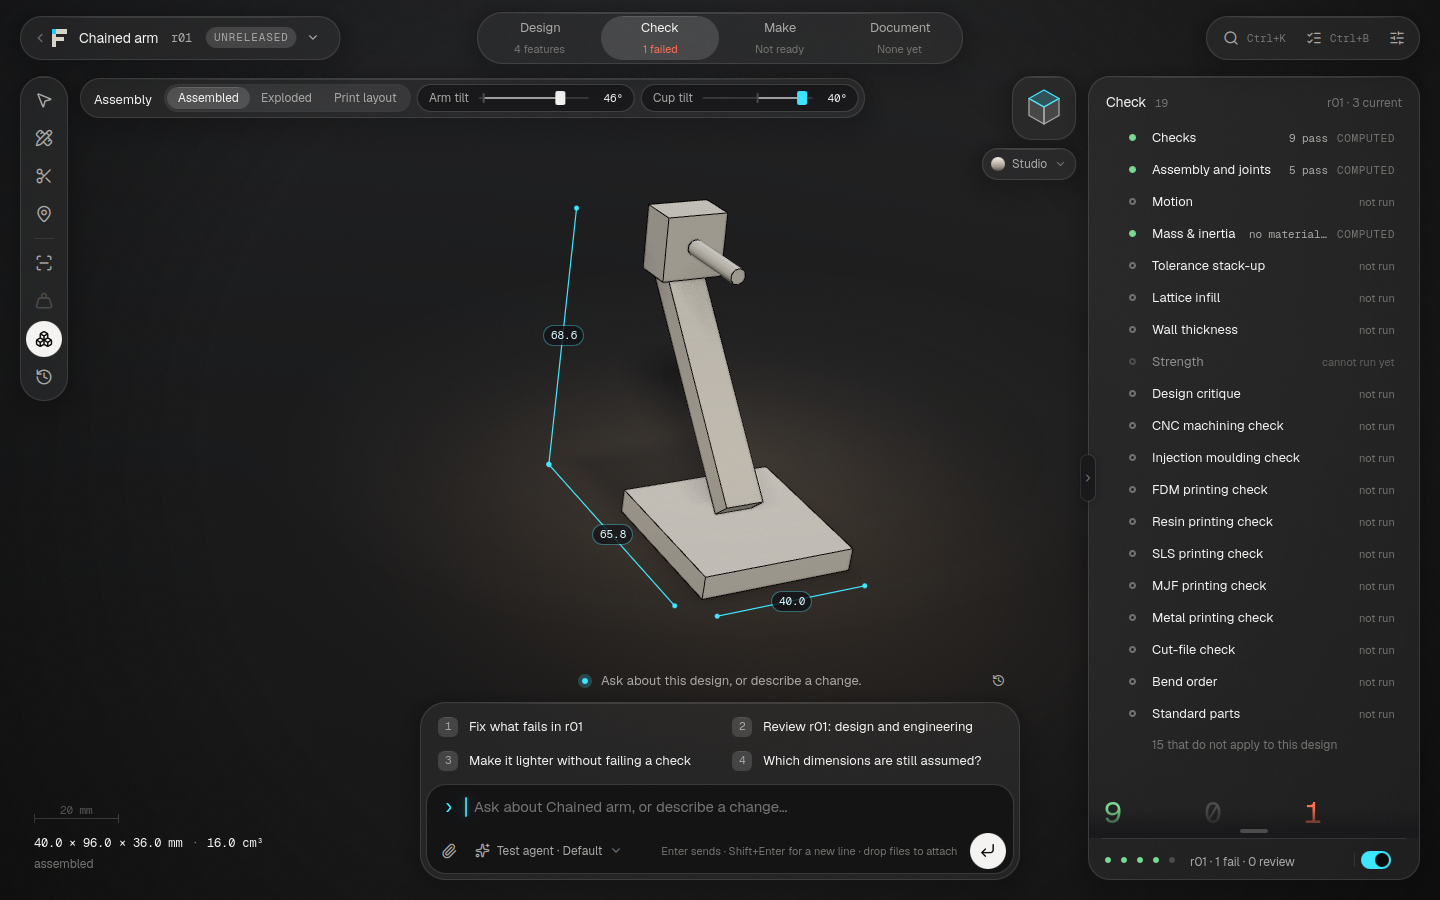 Chained arm r01 UNRELEASED
Design
4 features
Check
1 failed
Make
Not ready
Document
None yet
Ctrl+K
Ctrl+B
Assembly
Assembled
Exploded
Print layout
Arm tilt
46°
Cup tilt
40°
Studio
68.6
65.8
40.0
Check 19
r01 · 3 current
Checks 9 pass COMPUTED
Assembly and joints 5 pass COMPUTED
Motion not run
Mass & inertia no material… COMPUTED
Tolerance stack-up not run
Lattice infill not run
Wall thickness not run
Strength cannot run yet
Design critique not run
CNC machining check not run
Injection moulding check not run
FDM printing check not run
Resin printing check not run
SLS printing check not run
MJF printing check not run
Metal printing check not run
Cut-file check not run
Bend order not run
Standard parts not run
15 that do not apply to this design
9 0 1
r01 · 1 fail · 0 review
Ask about this design, or describe a change.
1 Fix what fails in r01
2 Review r01: design and engineering
3 Make it lighter without failing a check
4 Which dimensions are still assumed?
Ask about Chained arm, or describe a change…
Test agent · Default
Enter sends · Shift+Enter for a new line · drop files to attach
20 mm
40.0 × 96.0 × 36.0 mm · 16.0 cm³
assembled